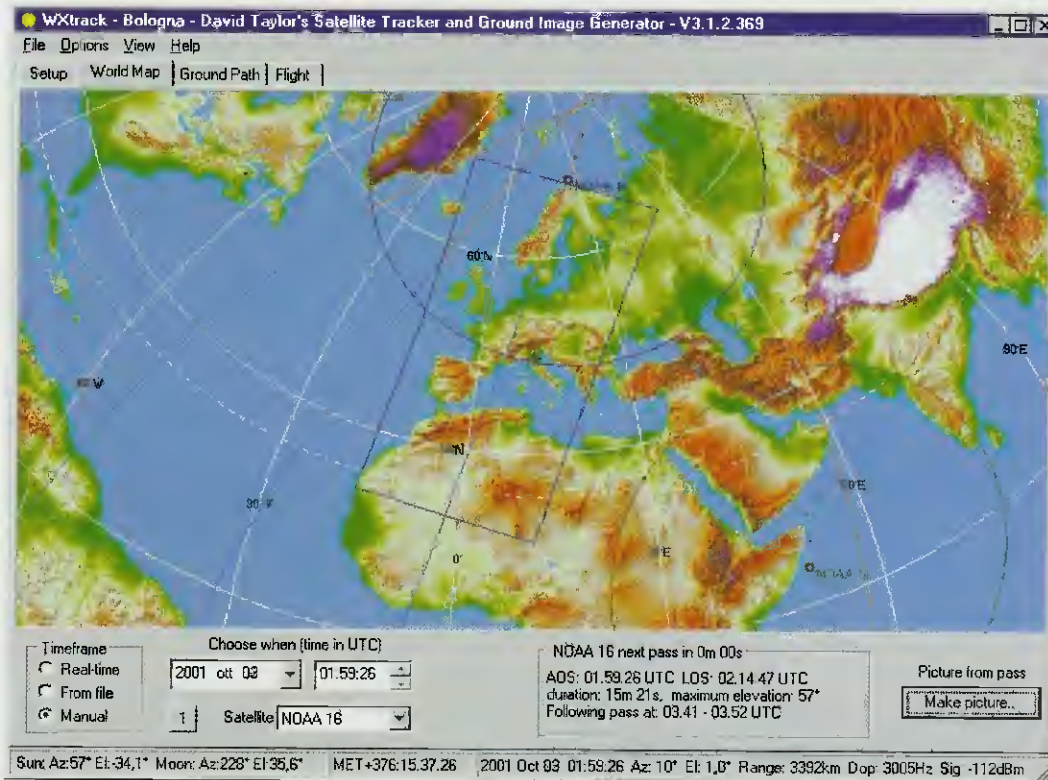 WXtrack - Bologna - David Taylor's Satellite Tracker and Ground Image Generator - V3.1.2.369
File Options View Help
Setup World Map Ground Path Flight
60°N
90°E
W
N
30°W
0°E
0°
E
Timeframe
Real-time
From file
Manual
Choose when (time in UTC)
2001 ott 03
01:59:26
1
Satellite NOAA 16
NOAA 16 next pass in 0m 00s
AOS: 01.59.26 UTC LOS: 02.14.47 UTC
duration: 15m 21s, maximum elevation: 57°
Following pass at: 03.41 - 03.52 UTC
Picture from pass
Make picture..
Sun: Az:57° El:-34,1° Moon: Az:228° El:35,6°
MET+376:15.37.26
2001 Oct 03 01:59:26 Az: 10° El: 1,0° Range: 3392km Dop: 3005Hz Sig -112dBm